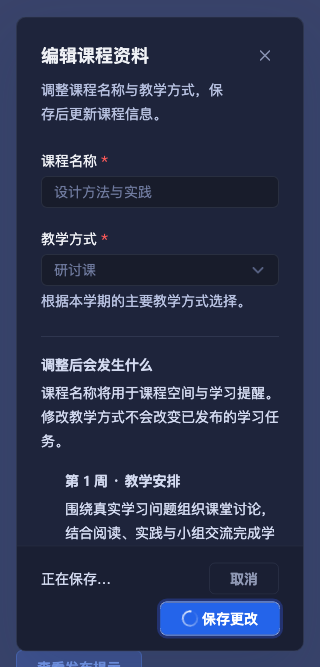 编辑课程资料
调整课程名称与教学方式，保
存后更新课程信息。
课程名称 *
设计方法与实践
教学方式 *
研讨课
根据本学期的主要教学方式选择。
调整后会发生什么
课程名称将用于课程空间与学习提醒。
修改教学方式不会改变已发布的学习任
务。
第 1 周 · 教学安排
围绕真实学习问题组织课堂讨论，
结合阅读、实践与小组交流完成学
正在保存...
取消
保存更改